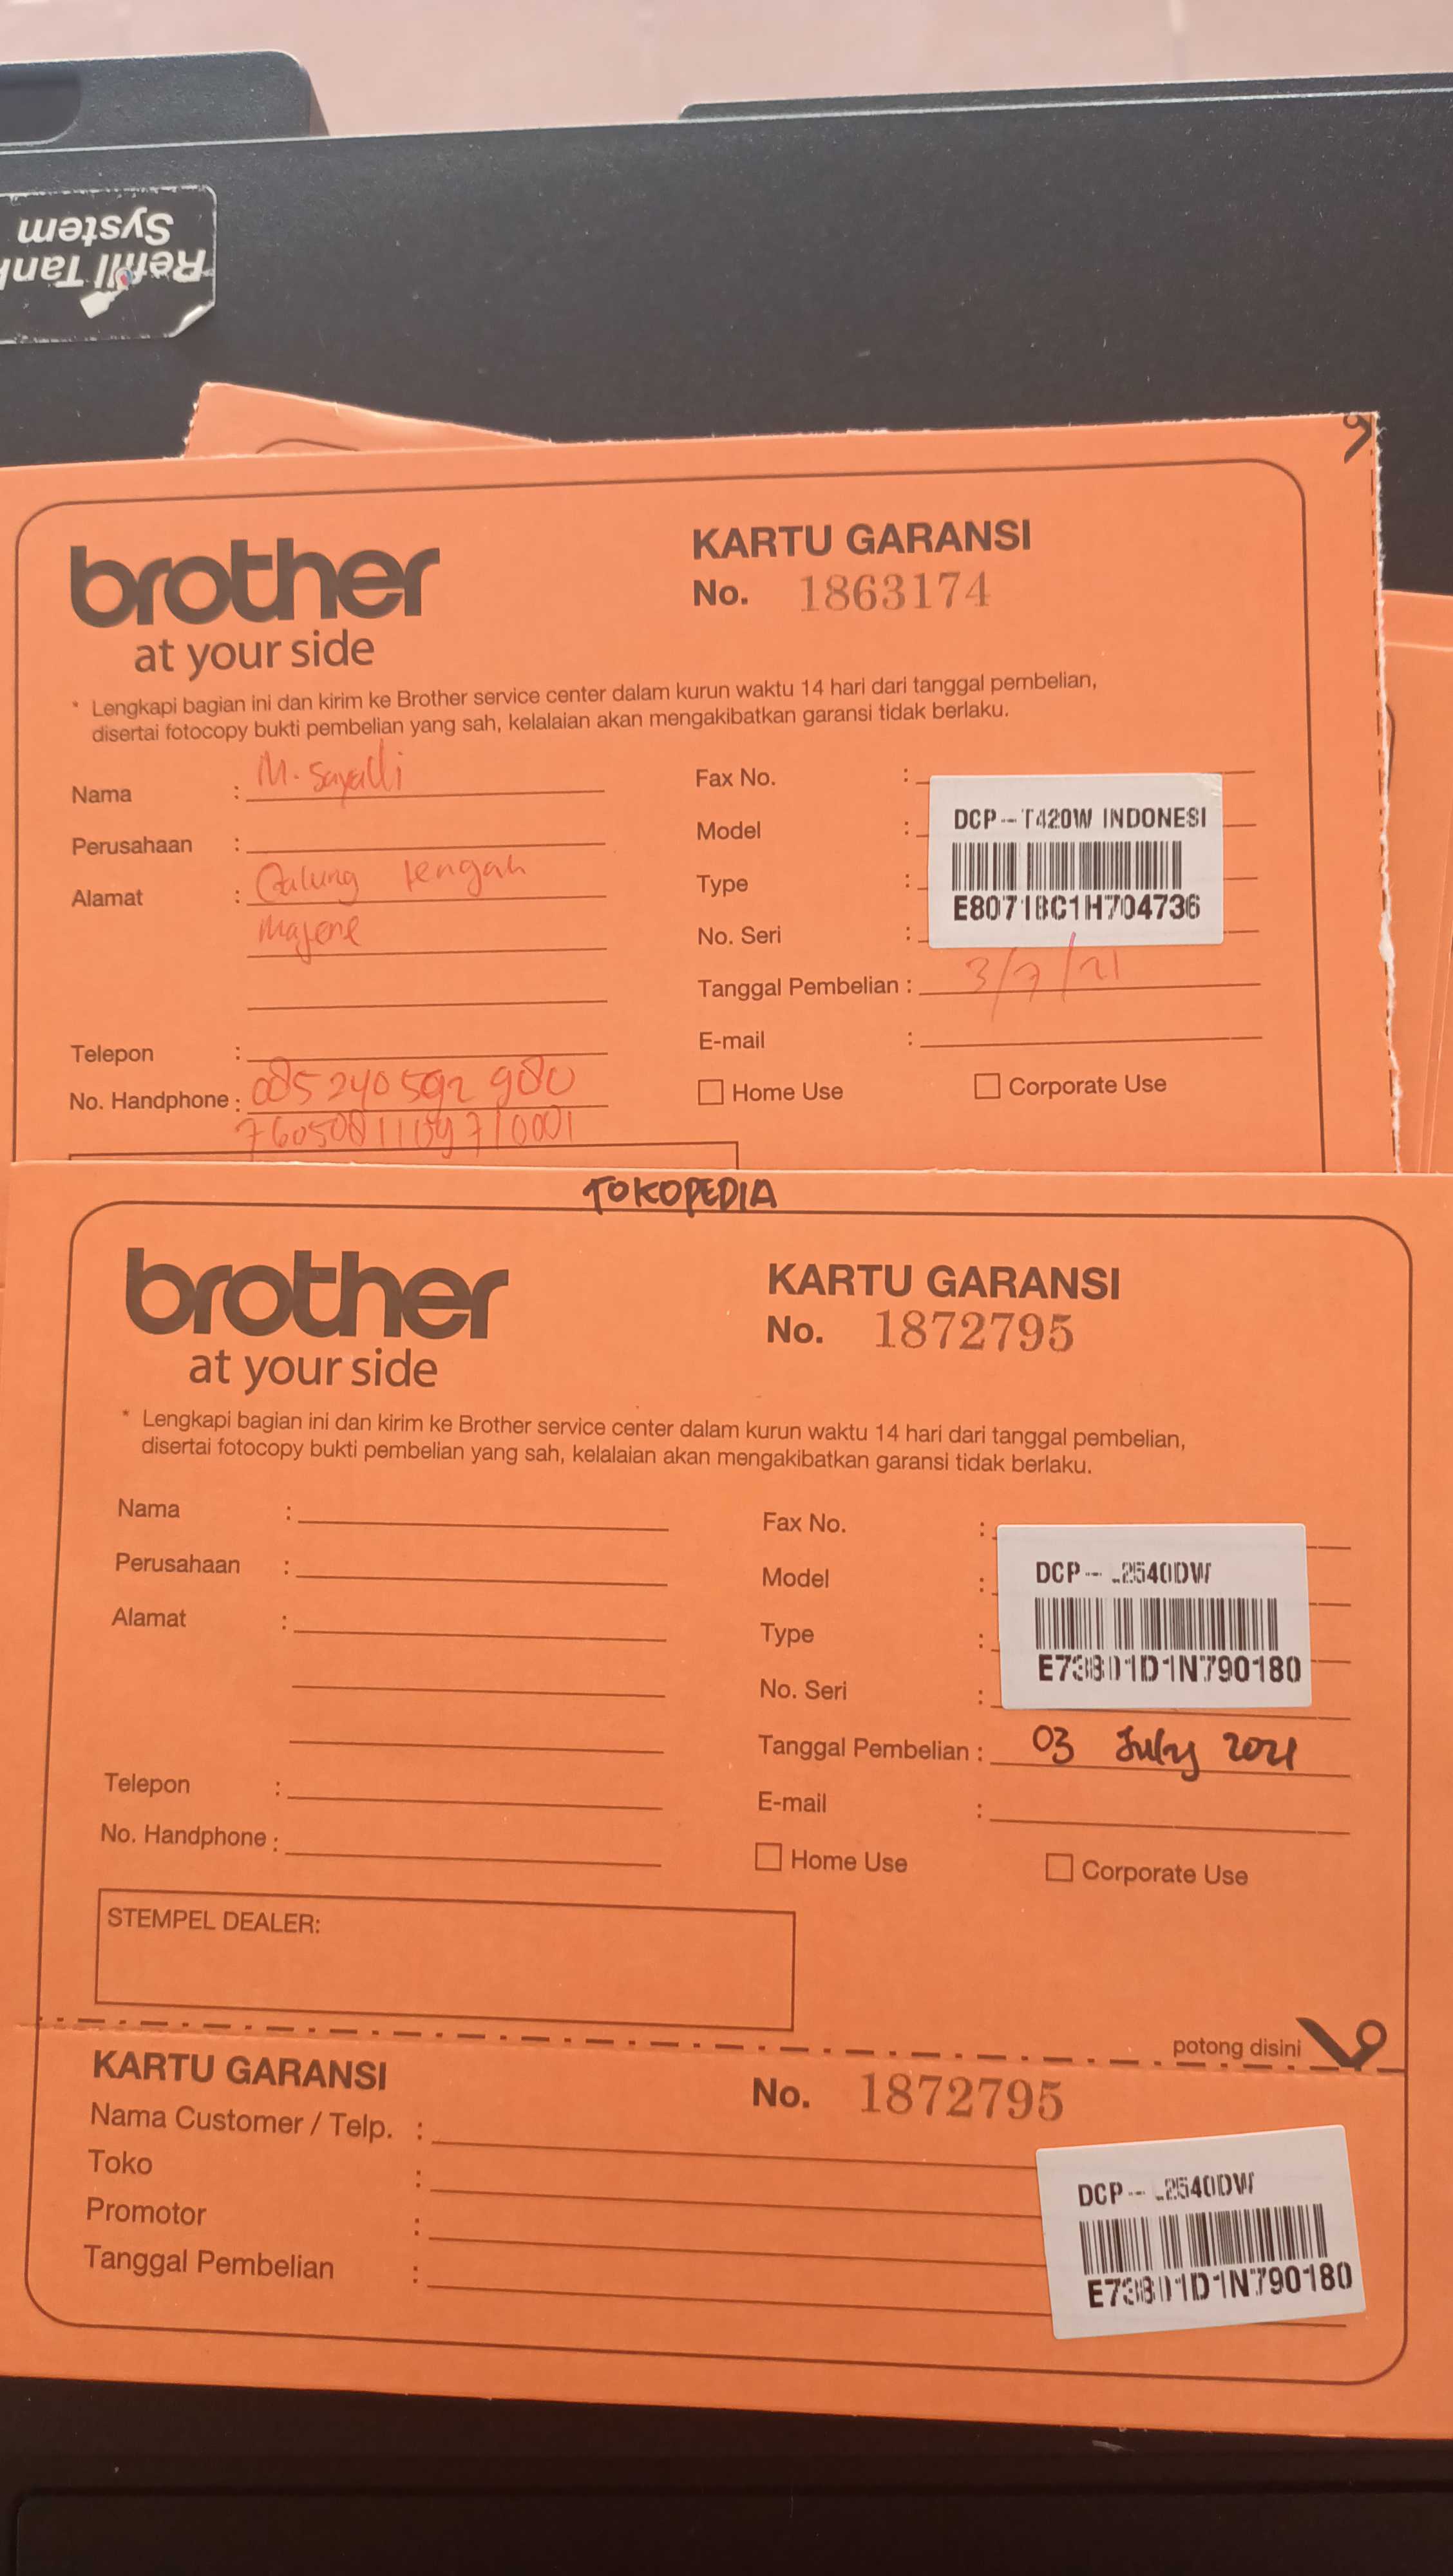 Refill Tank
System
brother
at your side
KARTU GARANSI
No. 1863174
* Lengkapi bagian ini dan kirim ke Brother service center dalam kurun waktu 14 hari dari tanggal pembelian,
disertai fotocopy bukti pembelian yang sah, kelalaian akan mengakibatkan garansi tidak berlaku.
Nama : M.
Perusahaan :
Alamat : Galung tengah
Majene
Telepon :
No. Handphone : 085 240 592 980
Fax No. :
Model :
Type :
No. Seri :
DCP-T420W INDONESI
E80718C1H704736
Tanggal Pembelian : 3/7/21
E-mail :
Home Use
Corporate Use
TOKOPEDIA
brother
at your side
KARTU GARANSI
No. 1872795
* Lengkapi bagian ini dan kirim ke Brother service center dalam kurun waktu 14 hari dari tanggal pembelian,
disertai fotocopy bukti pembelian yang sah, kelalaian akan mengakibatkan garansi tidak berlaku.
Nama :
Perusahaan :
Alamat :
Telepon :
No. Handphone :
Fax No. :
Model :
Type :
No. Seri :
DCP-L2540DW
E73801D1N790180
Tanggal Pembelian : 03 July 2021
E-mail :
Home Use
Corporate Use
STEMPEL DEALER:
potong disini
KARTU GARANSI
No. 1872795
Nama Customer / Telp. :
Toko :
Promotor :
Tanggal Pembelian :
DCP-L2540DW
E73801D1N790180